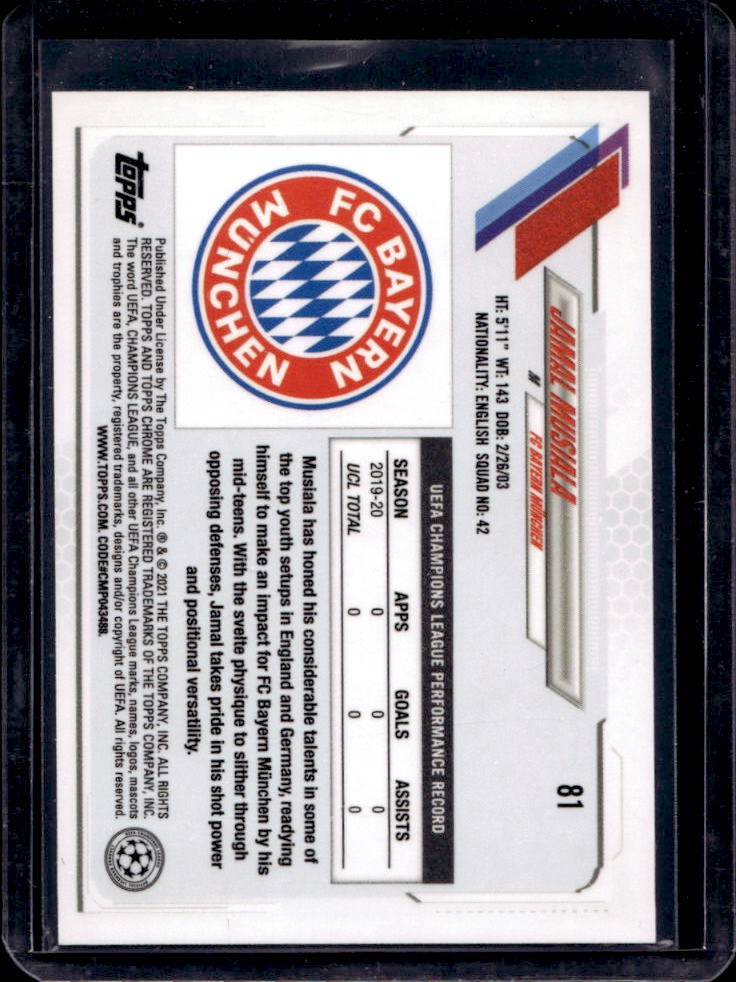 81
JAMAL MUSIALA
FC BAYERN MÜNCHEN
HT: 5'11" WT: 143 DOB: 2/26/03
NATIONALITY: ENGLISH SQUAD NO: 42
FC BAYERN
MÜNCHEN
UEFA CHAMPIONS LEAGUE PERFORMANCE RECORD
SEASON APPS GOALS ASSISTS
2019-20 0 0 0
UCL TOTAL 0 0 0
Musiala has honed his considerable talents in some of
the top youth setups in England and Germany, readying
himself to make an impact for FC Bayern München by his
mid-teens. With the svelte physique to slither through
opposing defenses, Jamal takes pride in his shot power
and positional versatility.
topps
Published Under License by The Topps Company, Inc. ® & © 2021 THE TOPPS COMPANY, INC. ALL RIGHTS
RESERVED. TOPPS AND TOPPS CHROME ARE REGISTERED TRADEMARKS OF THE TOPPS COMPANY, INC.
The word UEFA, CHAMPIONS LEAGUE, and all other UEFA Champions League marks, names, logos, mascots
and trophies are the property, registered trademarks, designs and/or copyright of UEFA. All rights reserved.
WWW.TOPPS.COM. CODE#CMP043488.